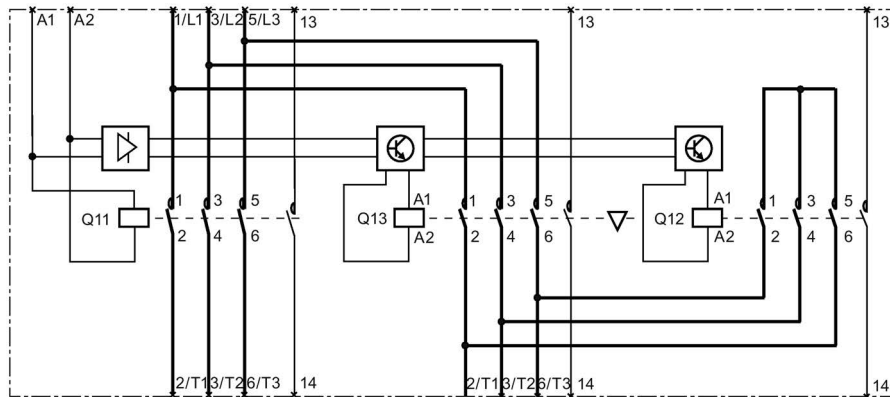 A1 A2 1/L1 3/L2 5/L3 13 13 13
1 3 5 A1 1 3 5 A1 1 3 5
Q11 Q13 Q12
2 4 6 A2 2 4 6 A2 2 4 6
2/T1 3/T2 6/T3 14 2/T1 3/T2 6/T3 14 14